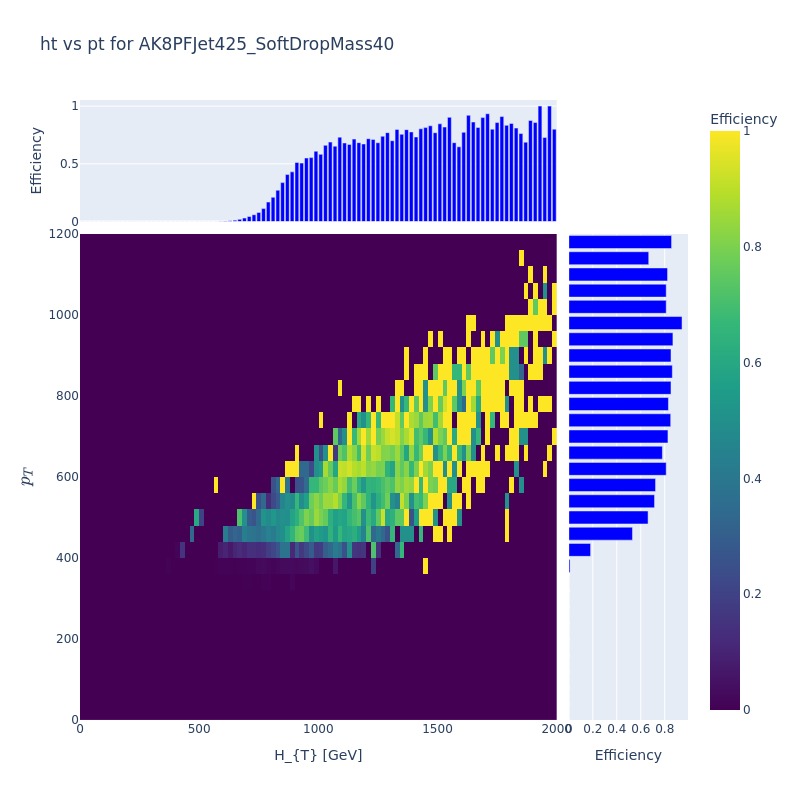 ht vs pt for AK8PFJet425_SoftDropMass40
Efficiency
1
0.5
0
Efficiency
1
0.8
0.6
0.4
0.2
0
p_T
1200
1000
800
600
400
200
0
0 500 1000 1500 2000
H_{T} [GeV]
0 0.2 0.4 0.6 0.8
Efficiency